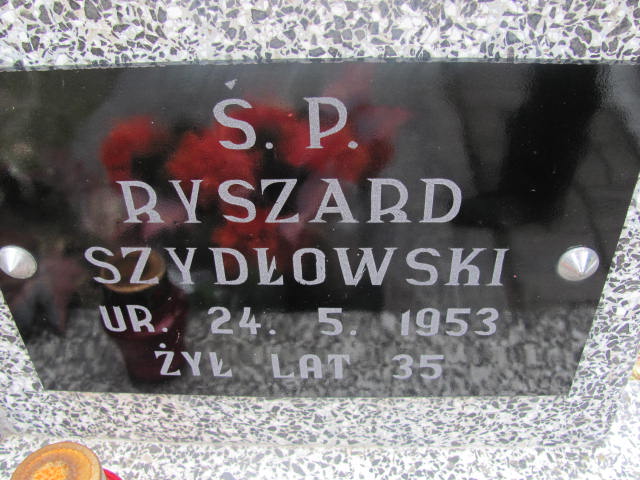 Ś. P.
RYSZARD
SZYDŁOWSKI
UR. 24. 5. 1953
ŻYŁ LAT 35